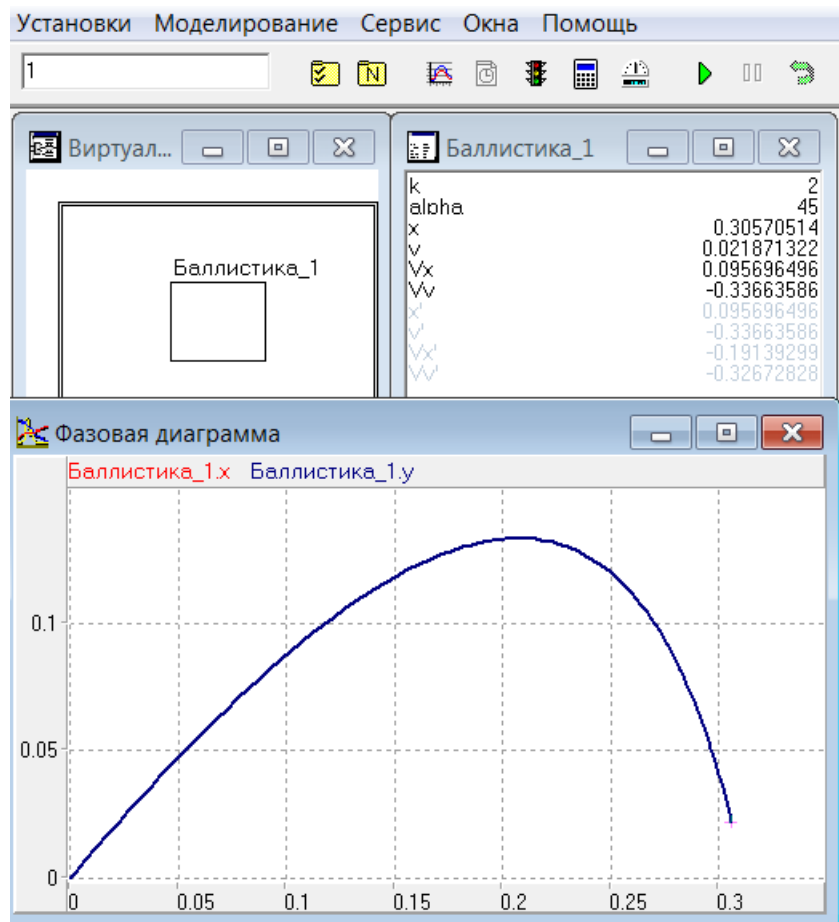 Установки Моделирование Сервис Окна Помощь
1
N
Виртуал...
Баллистика_1
Баллистика_1
k 2
alpha 45
x 0.30570514
y 0.021871322
Vx 0.095696496
Vy -0.33663586
x' 0.095696496
y' -0.33663586
Vx' -0.19139299
Vy' -0.32672828
Фазовая диаграмма
Баллистика_1.x Баллистика_1.y
0.1
0.05
0
0 0.05 0.1 0.15 0.2 0.25 0.3